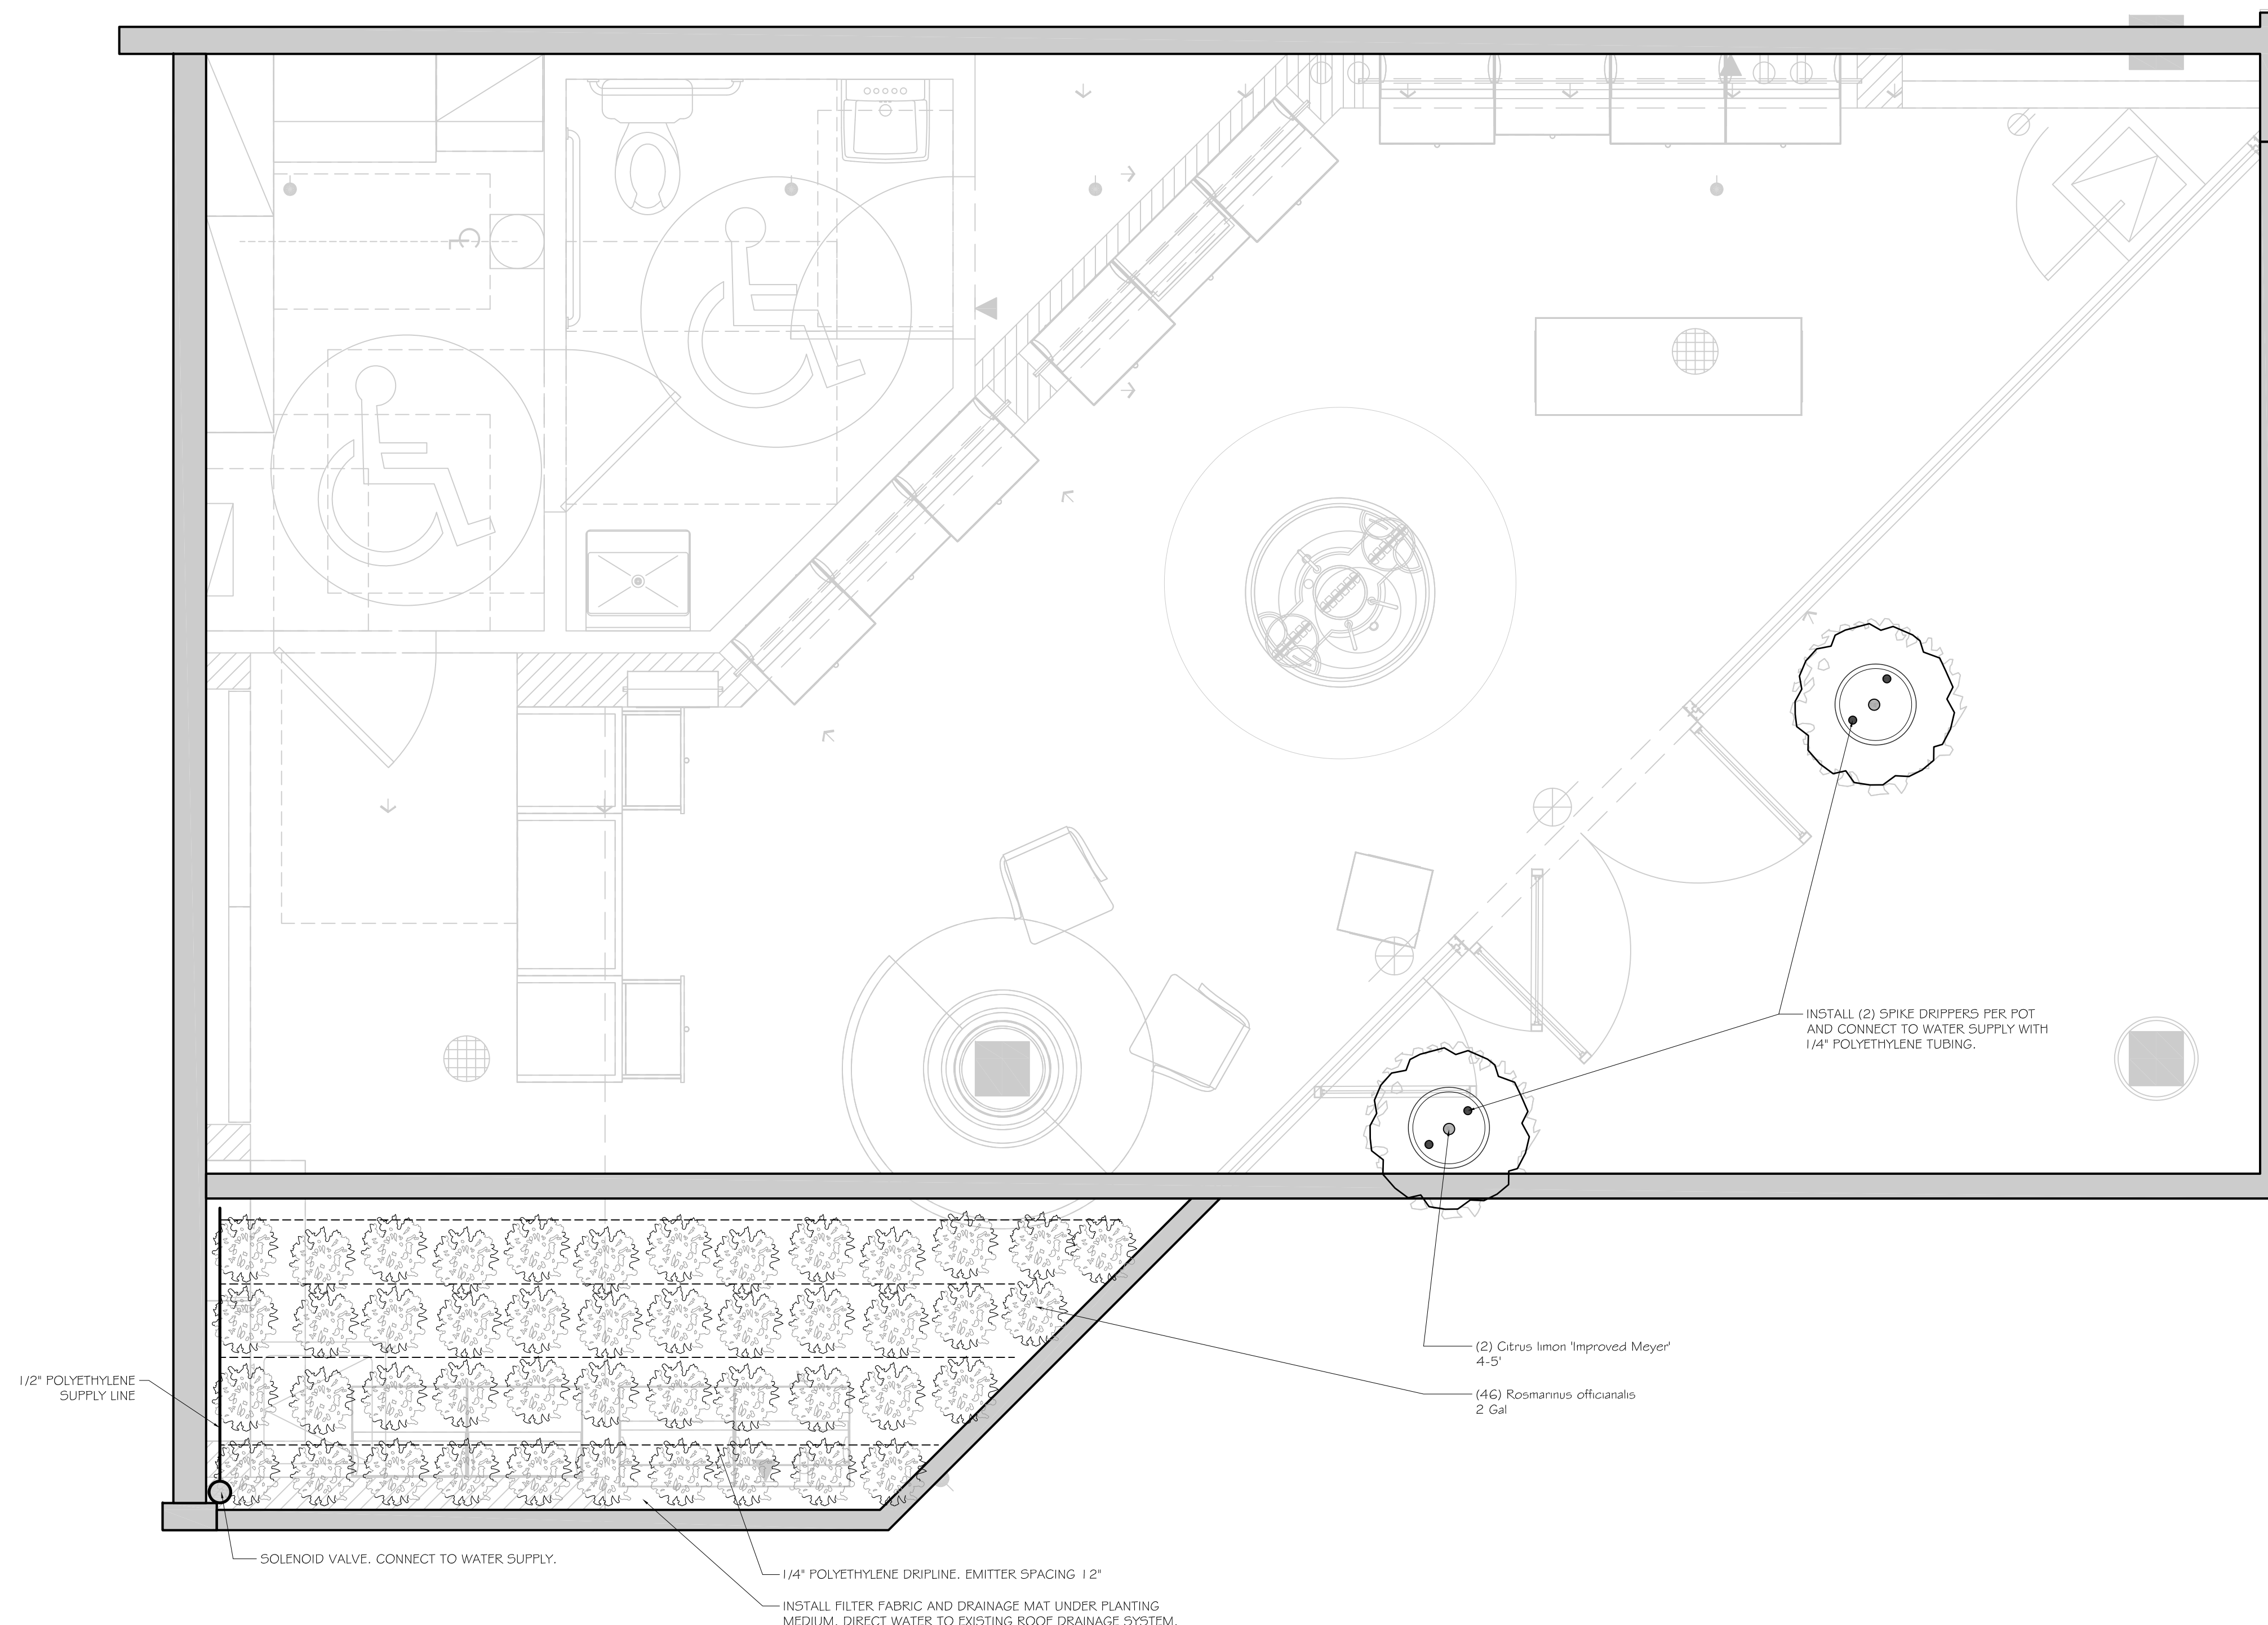 INSTALL (2) SPIKE DRIPPERS PER POT
AND CONNECT TO WATER SUPPLY WITH
1/4" POLYETHYLENE TUBING.
(2) Citrus limon 'Improved Meyer'
4-5'
(46) Rosmarinus officianalis
2 Gal
1/2" POLYETHYLENE
SUPPLY LINE
SOLENOID VALVE. CONNECT TO WATER SUPPLY.
1/4" POLYETHYLENE DRIPLINE. EMITTER SPACING 12"
INSTALL FILTER FABRIC AND DRAINAGE MAT UNDER PLANTING
MEDIUM. DIRECT WATER TO EXISTING ROOF DRAINAGE SYSTEM.